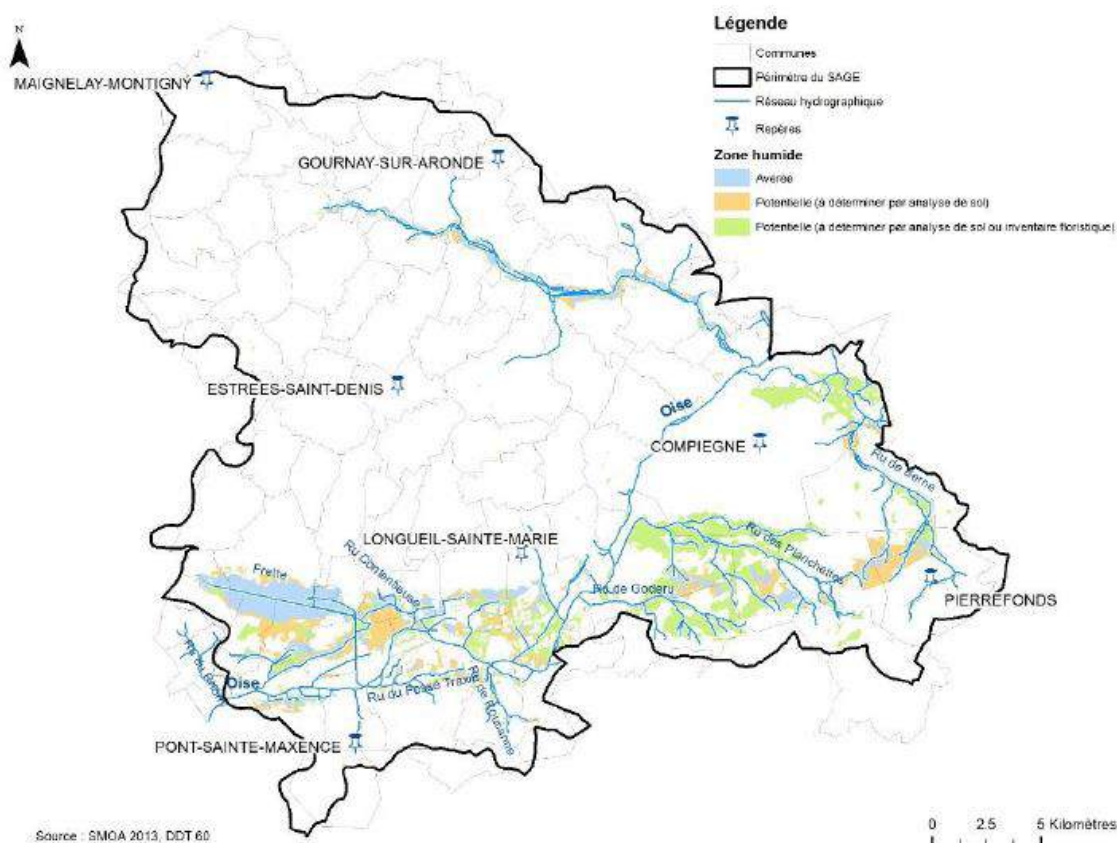 Légende
Communes
Périmètre du SAGE
Réseau hydrographique
Repères
Zone humide
Avérée
Potentielle (à déterminer par analyse de sol)
Potentielle (à déterminer par analyse de sol ou inventaire floristique)
N
MAIGNELAY-MONTIGNY
GOURNAY-SUR-ARONDE
ESTREES-SAINT-DENIS
Oise
COMPIEGNE
Ru de Berne
LONGUEIL-SAINTE-MARIE
Ru des Planchettes
Ru Contentieuse
Frette
Ru de Goderu
PIERREFONDS
Oise
Ru du Fossé Traxin
PONT-SAINTE-MAXENCE
Source : SMOA 2013, DDT 60
0 2.5 5 Kilomètres